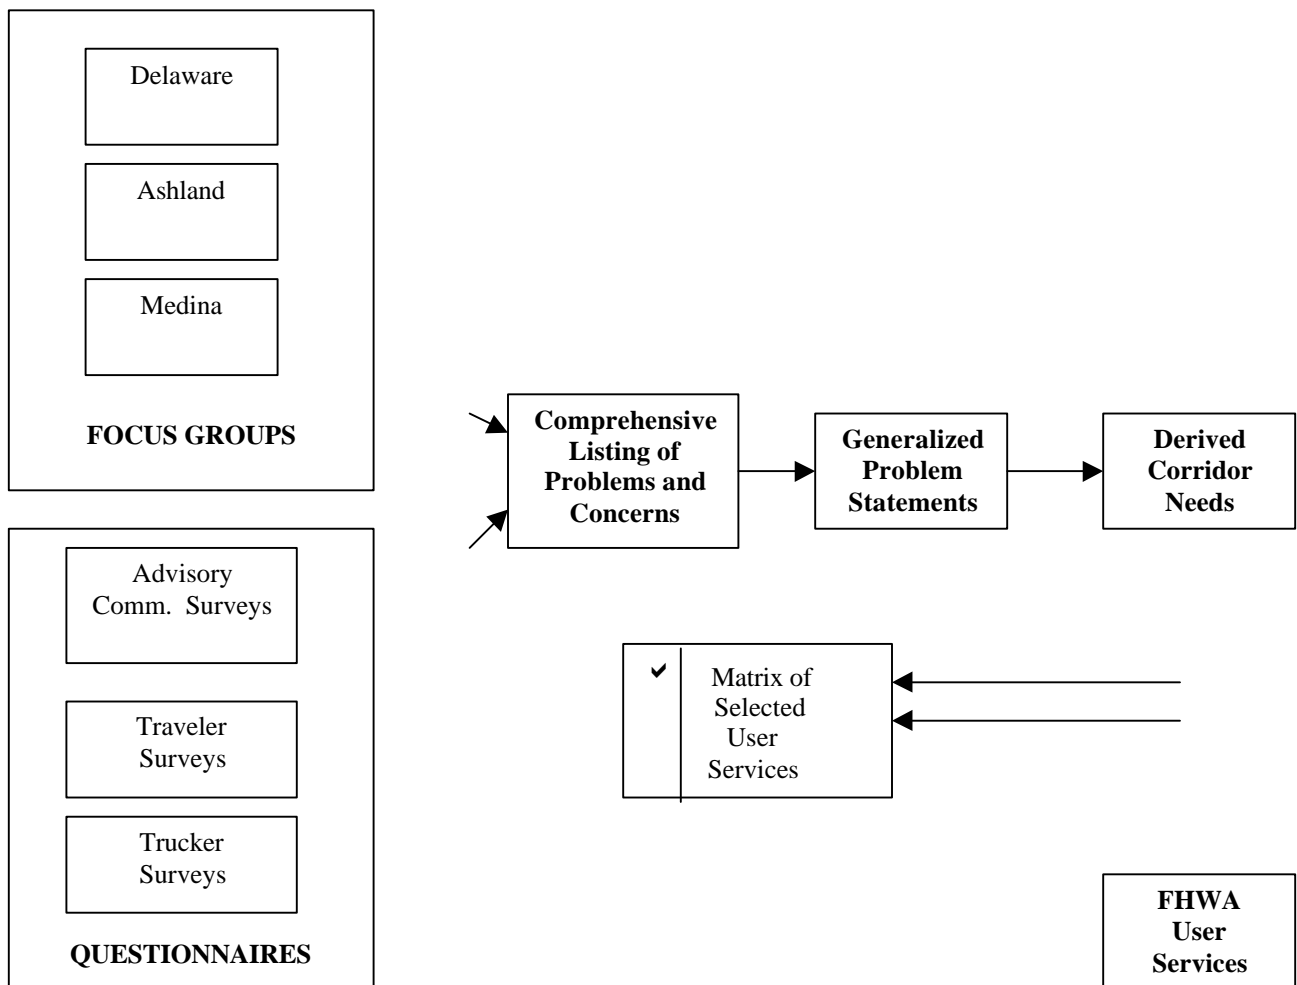 Delaware
Ashland
Medina
FOCUS GROUPS
Advisory
Comm. Surveys
Traveler
Surveys
Trucker
Surveys
QUESTIONNAIRES
Comprehensive
Listing of
Problems and
Concerns
Generalized
Problem
Statements
Derived
Corridor
Needs
Matrix of
Selected
User
Services
FHWA
User
Services